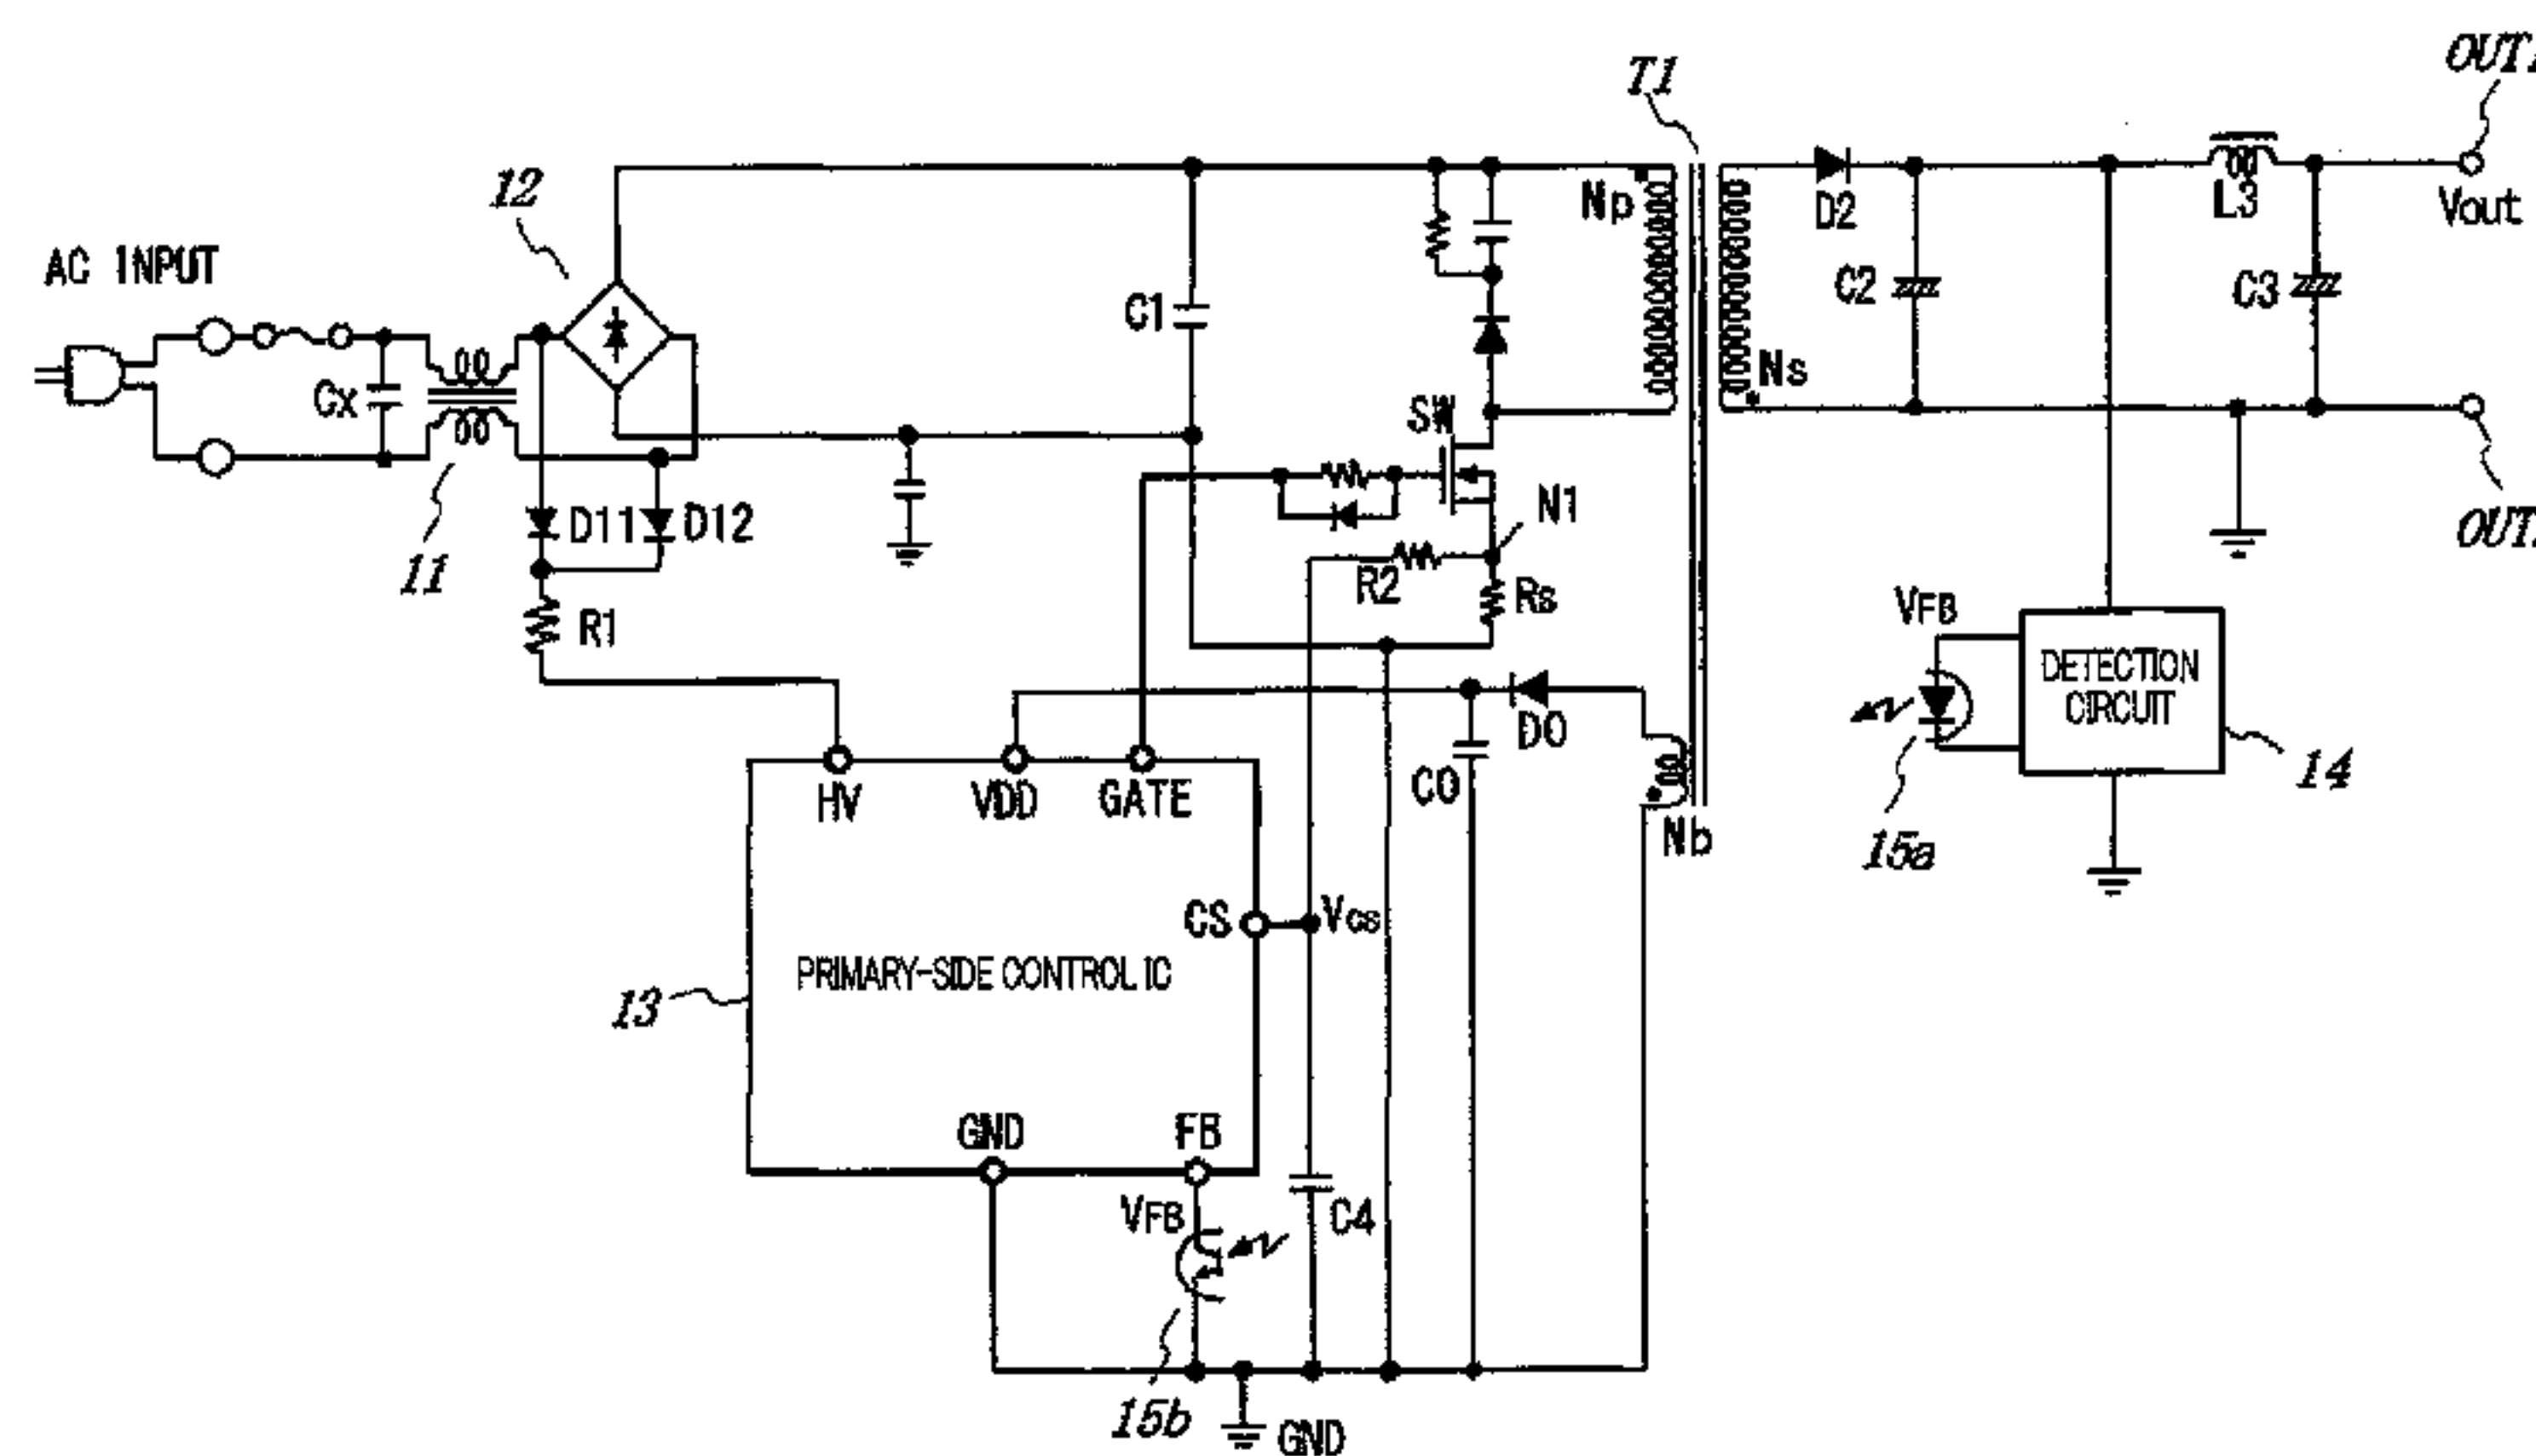 T1
OUT1
12
Np
D2
L3
Vout
AC INPUT
C1
C2
C3
Cx
Ns
SW
D11
D12
N1
11
R2
Rs
R1
VFB
DETECTION
CIRCUIT
D0
14
HV
VDD
GATE
C0
Nb
15a
CS
Vcs
PRIMARY-SIDE CONTROL IC
13
GND
FB
VFB
C4
15b
GND